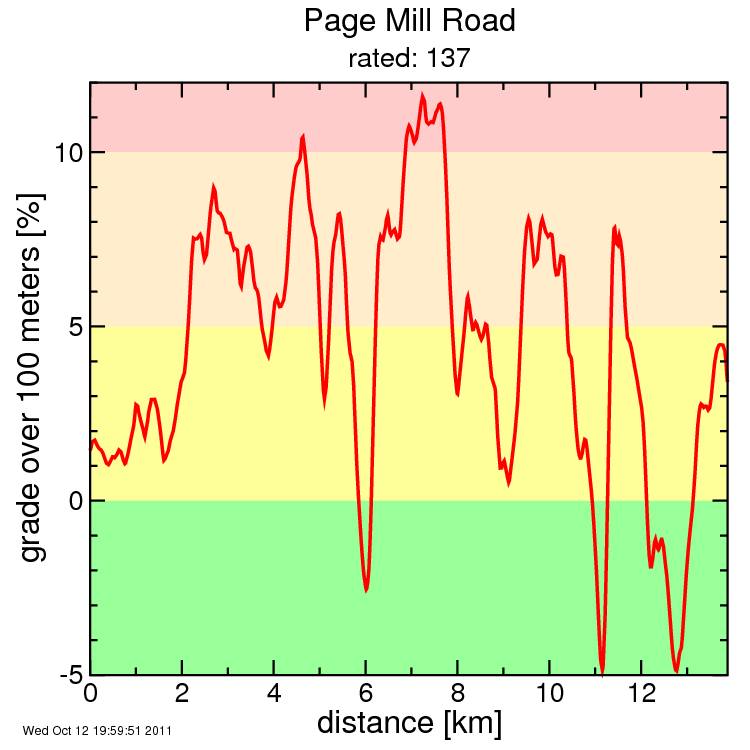 Page Mill Road
rated: 137
grade over 100 meters [%]
10
5
0
-5
0 2 4 6 8 10 12
distance [km]
Wed Oct 12 19:59:51 2011